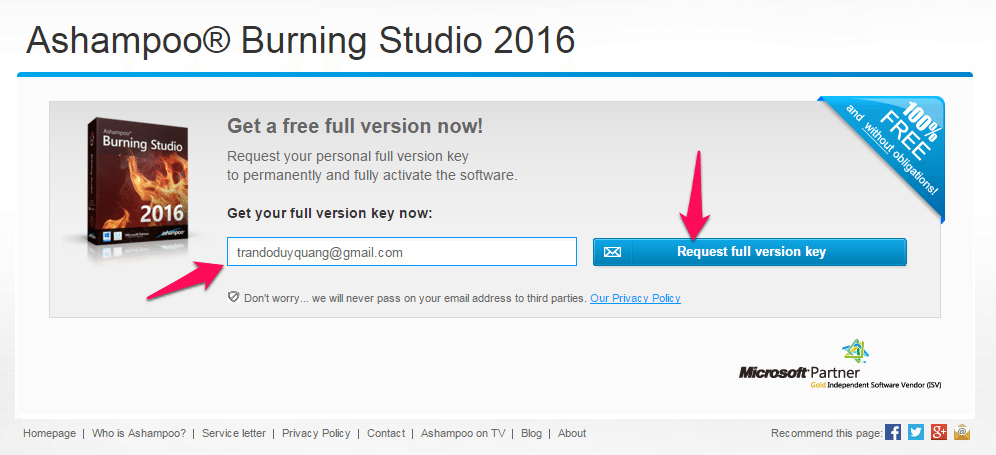 Ashampoo® Burning Studio 2016
Ashampoo®
Burning Studio
2016
Get a free full version now!
Request your personal full version key
to permanently and fully activate the software.
100%
FREE
and without obligations!
Get your full version key now:
trandoduyquang@gmail.com
Request full version key
Don't worry... we will never pass on your email address to third parties. Our Privacy Policy
Microsoft Partner
Gold Independent Software Vendor (ISV)
Homepage | Who is Ashampoo? | Service letter | Privacy Policy | Contact | Ashampoo on TV | Blog | About
Recommend this page: